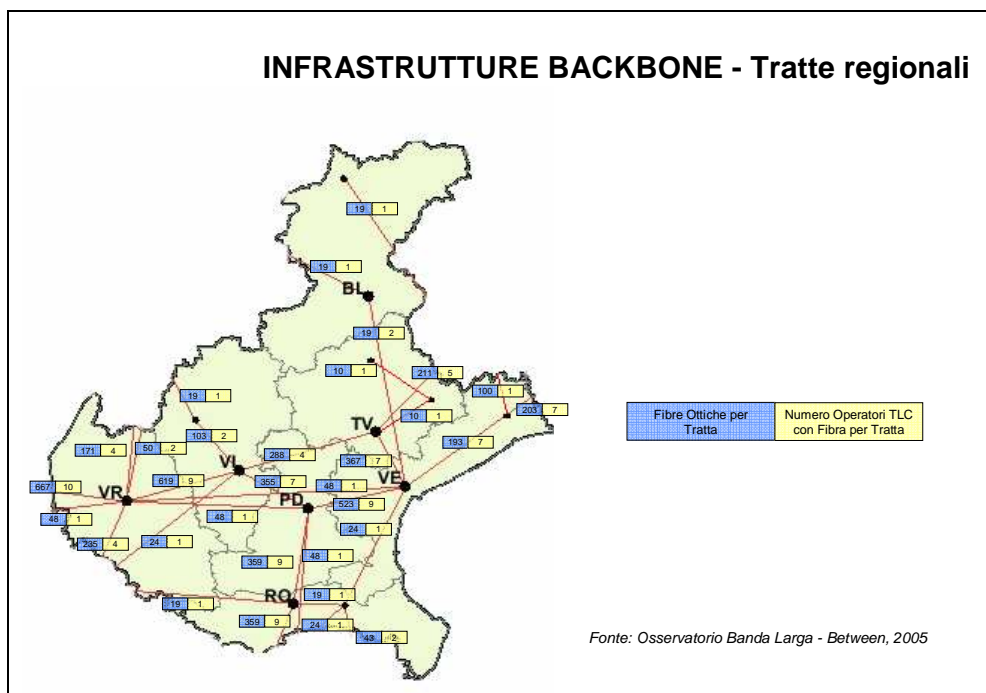 INFRASTRUTTURE BACKBONE - Tratte regionali
19 1
19 1
BL
19 2
10 1
211 5
100 1
203 7
19 1
10 1
103 2
TV
193 7
171 4
50 2
VI
288 4
367 7
667 10
VR
619 9
355 7
48 1
VE
PD
523 9
48 1
48 1
24 1
235 4
24 1
359 9
48 1
19 1
RO
19 1
359 9
24 1
43 2
Fibre Ottiche per
Tratta
Numero Operatori TLC
con Fibra per Tratta
Fonte: Osservatorio Banda Larga - Between, 2005